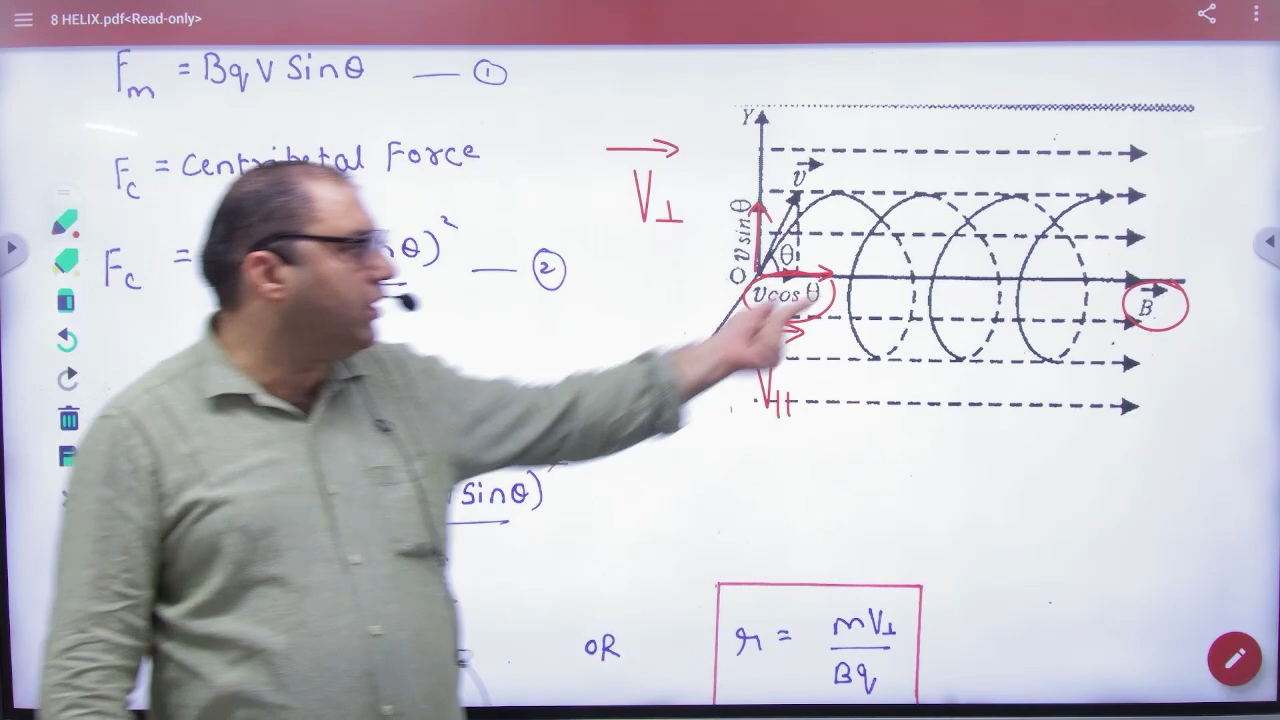 8 HELIX.pdf<Read-only>
Fm = BqV Sinθ — ①
Fc = Centripetal Force
Fc = θ)² — ②
Sinθ)
OR
r = mV⊥ / Bq
V⊥
Y
v
v sin θ
O
θ
v cos θ
B
V||